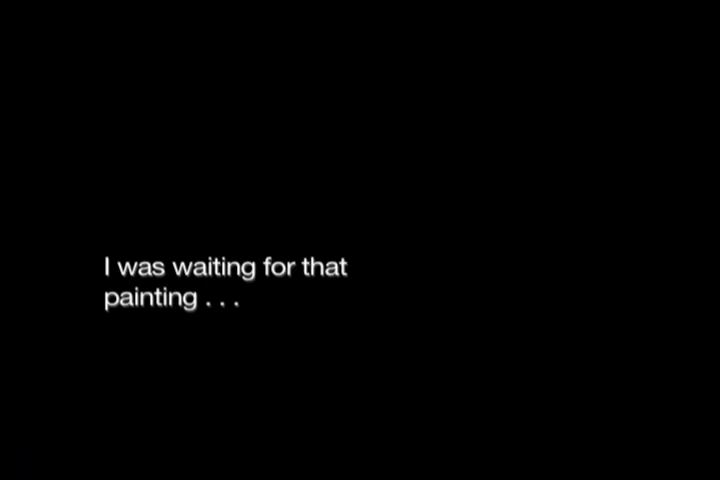 I was waiting for that
painting . . .